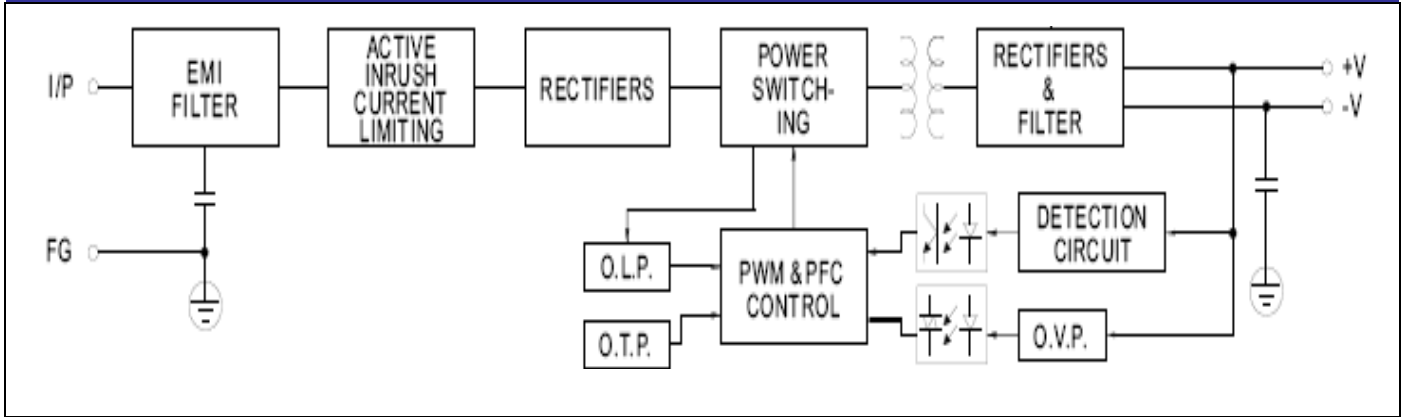 I/P
EMI
FILTER
ACTIVE
INRUSH
CURRENT
LIMITING
RECTIFIERS
POWER
SWITCH-
ING
RECTIFIERS
&
FILTER
+V
-V
FG
O.L.P.
O.T.P.
PWM & PFC
CONTROL
DETECTION
CIRCUIT
O.V.P.